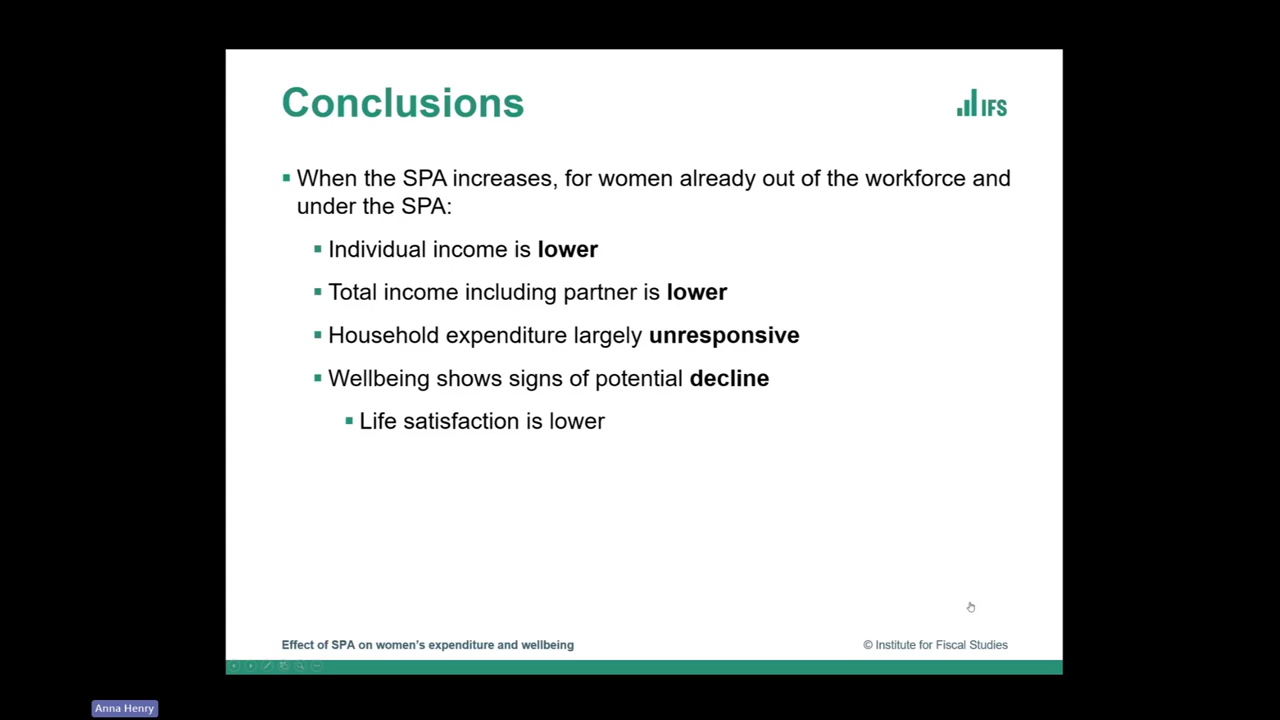 Conclusions
IFS
When the SPA increases, for women already out of the workforce and
under the SPA:
Individual income is lower
Total income including partner is lower
Household expenditure largely unresponsive
Wellbeing shows signs of potential decline
Life satisfaction is lower
Effect of SPA on women's expenditure and wellbeing
© Institute for Fiscal Studies
Anna Henry